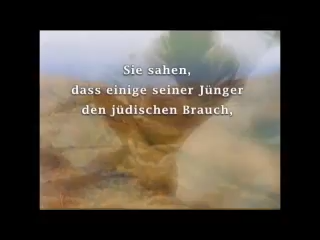 Sie sahen,
dass einige seiner Jünger
den jüdischen Brauch,